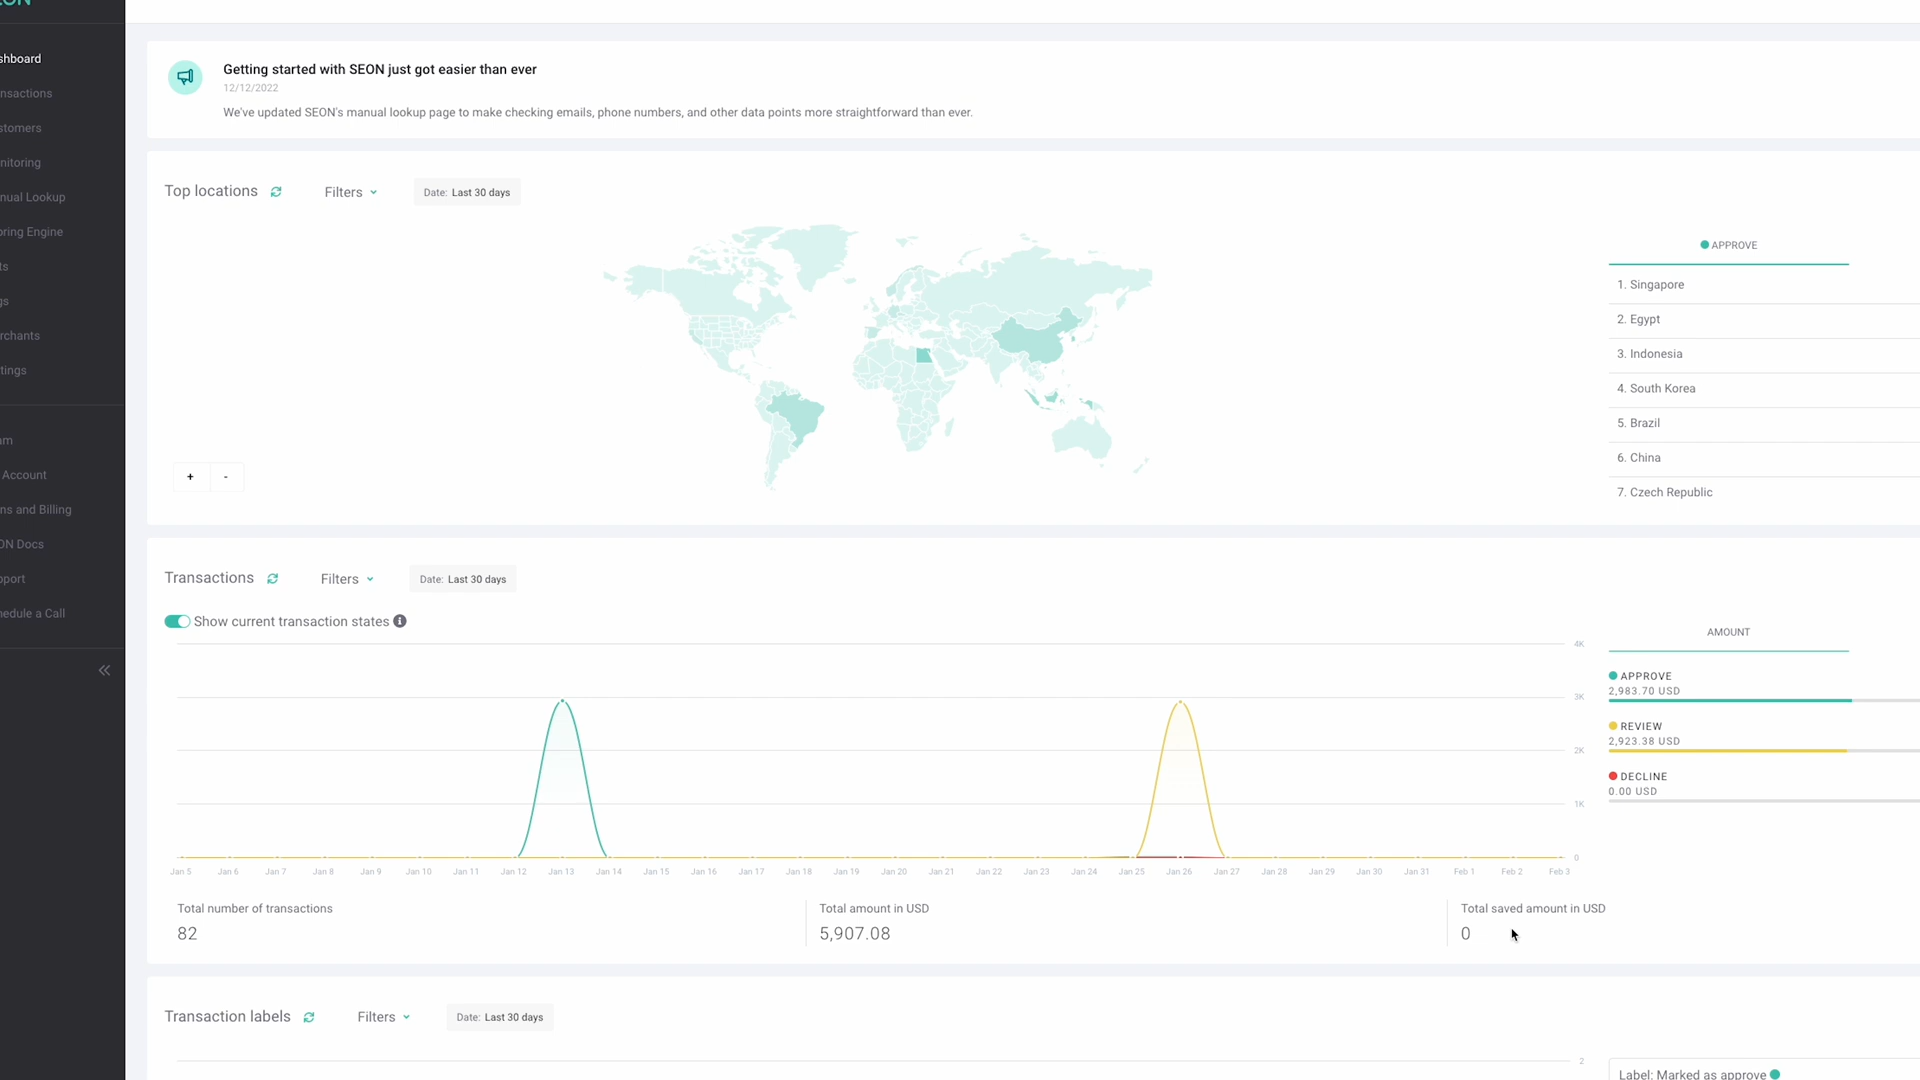 shboard
nsactions
stomers
nitoring
nual Lookup
oring Engine
ts
gs
rchants
tings
am
Account
ns and Billing
ON Docs
pport
hedule a Call
Getting started with SEON just got easier than ever
12/12/2022
We've updated SEON's manual lookup page to make checking emails, phone numbers, and other data points more straightforward than ever.
Top locations
Filters
Date: Last 30 days
+
-
APPROVE
1. Singapore
2. Egypt
3. Indonesia
4. South Korea
5. Brazil
6. China
7. Czech Republic
Transactions
Filters
Date: Last 30 days
Show current transaction states
4K
3K
2K
1K
0
Jan 5 Jan 6 Jan 7 Jan 8 Jan 9 Jan 10 Jan 11 Jan 12 Jan 13 Jan 14 Jan 15 Jan 16 Jan 17 Jan 18 Jan 19 Jan 20 Jan 21 Jan 22 Jan 23 Jan 24 Jan 25 Jan 26 Jan 27 Jan 28 Jan 29 Jan 30 Jan 31 Feb 1 Feb 2 Feb 3
AMOUNT
APPROVE
2,983.70 USD
REVIEW
2,923.38 USD
DECLINE
0.00 USD
Total number of transactions
82
Total amount in USD
5,907.08
Total saved amount in USD
0
Transaction labels
Filters
Date: Last 30 days
2
Label: Marked as approve